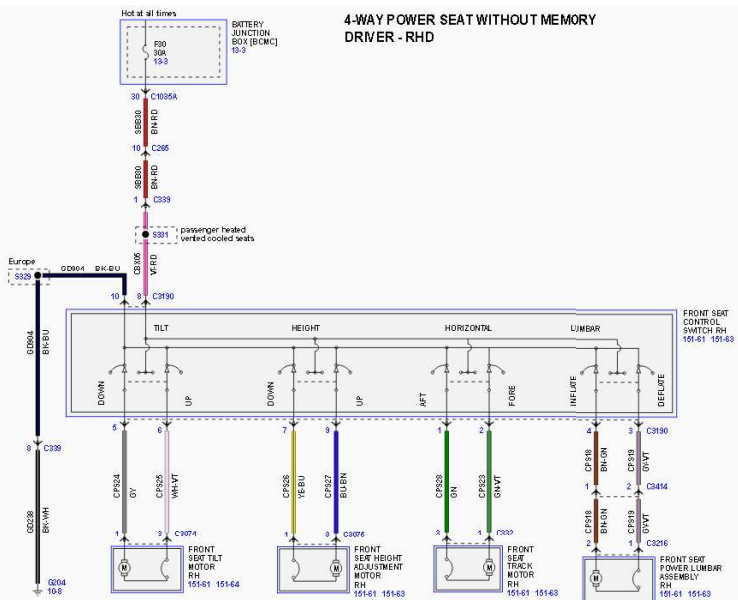 Hot at all times
4-WAY POWER SEAT WITHOUT MEMORY
DRIVER - RHD
BATTERY
JUNCTION
BOX [BCMC]
13-3
F30
30A
13-3
30 C1035A
SBB30 BN-RD
10 C265
SBB30 BN-RD
1 C339
S331
passenger heated
vented cooled seats
CBX05 VT-RD
Europe
S329
GD904 BK-BU
10 8 C3190
TILT HEIGHT HORIZONTAL LUMBAR
FRONT SEAT
CONTROL
SWITCH RH
151-61 151-63
DOWN UP DOWN UP AFT FORE INFLATE DEFLATE
GD904 BK-BU
5 6 7 9 1 2 4 3 C3190
CPS24 GY
CPS25 WH-VT
CPS26 YE-BU
CPS27 BU-BN
CPS28 GN
CPS23 GN-VT
CPS18 BN-GN
CPS19 GY-VT
8 C339
1 2 C3414
GD238 BK-WH
CPS18 BN-GN
CPS19 GY-VT
1 3 C3074
1 3 C3075
3 C332
2 1 C3216
M M M M
FRONT
SEAT TILT
MOTOR
RH
151-61 151-64
FRONT
SEAT HEIGHT
ADJUSTMENT
MOTOR
RH
151-61 151-63
FRONT
SEAT
TRACK
MOTOR
RH
151-61 151-63
FRONT SEAT
POWER LUMBAR
ASSEMBLY
RH
151-61 151-63
G204
10-8